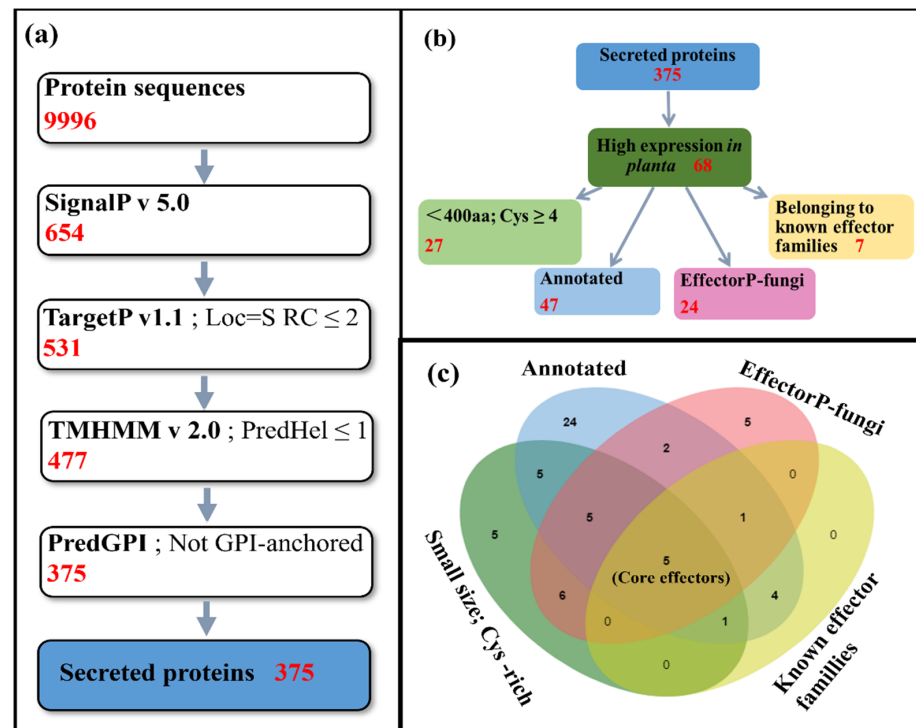 (a)
Protein sequences
9996
SignalP v 5.0
654
TargetP v1.1 ; Loc=S RC ≤ 2
531
TMHMM v 2.0 ; PredHel ≤ 1
477
PredGPI ; Not GPI-anchored
375
Secreted proteins 375
(b)
Secreted proteins
375
High expression in
planta 68
<400aa; Cys ≥ 4
27
Annotated
47
EffectorP-fungi
24
Belonging to
known effector
families 7
(c)
Annotated
EffectorP-fungi
24
2
5
5
0
5
5
1
0
5
(Core effectors)
6
4
0
1
0
Small size; Cys -rich
Known effector
famillies